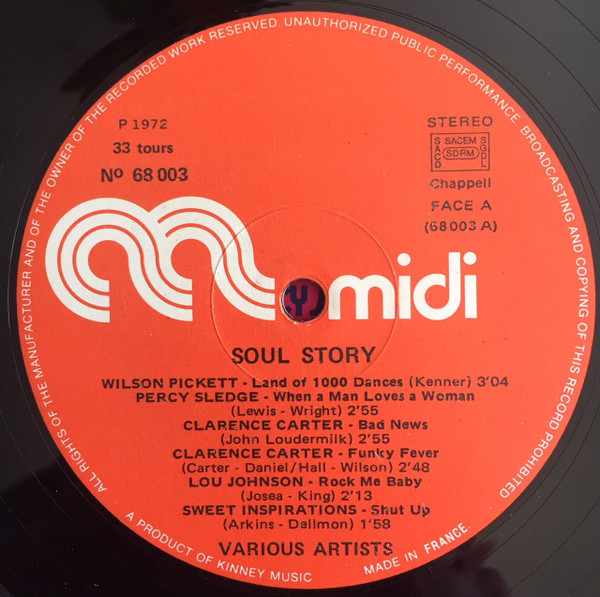 ALL RIGHTS OF THE MANUFACTURER AND OF THE OWNER OF THE RECORDED WORK RESERVED. UNAUTHORIZED PUBLIC PERFORMANCE, BROADCASTING AND COPYING OF THIS RECORD PROHIBITED
P 1972
33 tours
Nº 68 003
STEREO
SACD
SACEM
SDRM
SGDL
Chappell
FACE A
(68003 A)
midi
SOUL STORY
WILSON PICKETT - Land of 1000 Dances (Kenner) 3'04
PERCY SLEDGE - When a Man Loves a Woman
(Lewis - Wright) 2'55
CLARENCE CARTER - Bad News
(John Loudermilk) 2'55
CLARENCE CARTER - Funky Fever
(Carter - Daniel/Hall - Wilson) 2'48
LOU JOHNSON - Rock Me Baby
(Josea - King) 2'13
SWEET INSPIRATIONS - Shut Up
(Arkins - Dallmon) 1'58
VARIOUS ARTISTS
A PRODUCT OF KINNEY MUSIC
MADE IN FRANCE.